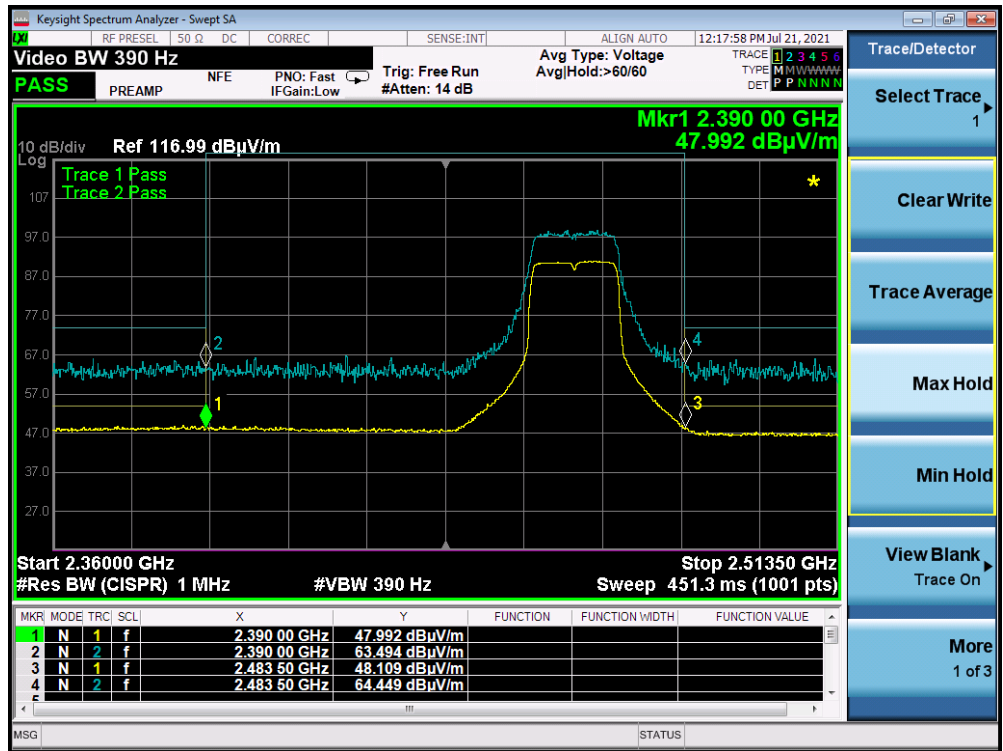 Keysight Spectrum Analyzer - Swept SA
LXI RF PRESEL 50 Ω DC CORREC SENSE:INT ALIGN AUTO 12:17:58 PM Jul 21, 2021
Video BW 390 Hz
PASS
PREAMP
NFE
PNO: Fast
IFGain:Low
Trig: Free Run
#Atten: 14 dB
Avg Type: Voltage
Avg|Hold:>60/60
TRACE 1 2 3 4 5 6
TYPE M M W W W W
DET P P N N N N
Mkr1 2.390 00 GHz
47.992 dBµV/m
10 dB/div Ref 116.99 dBµV/m
Log
Trace 1 Pass
Trace 2 Pass
*
107
97.0
87.0
77.0
67.0
57.0
47.0
37.0
27.0
2
4
1
3
Start 2.36000 GHz Stop 2.51350 GHz
#Res BW (CISPR) 1 MHz #VBW 390 Hz Sweep 451.3 ms (1001 pts)
MKR MODE TRC SCL X Y FUNCTION FUNCTION WIDTH FUNCTION VALUE
1 N 1 f 2.390 00 GHz 47.992 dBµV/m
2 N 2 f 2.390 00 GHz 63.494 dBµV/m
3 N 1 f 2.483 50 GHz 48.109 dBµV/m
4 N 2 f 2.483 50 GHz 64.449 dBµV/m
MSG STATUS
Trace/Detector
Select Trace
1
Clear Write
Trace Average
Max Hold
Min Hold
View Blank
Trace On
More
1 of 3